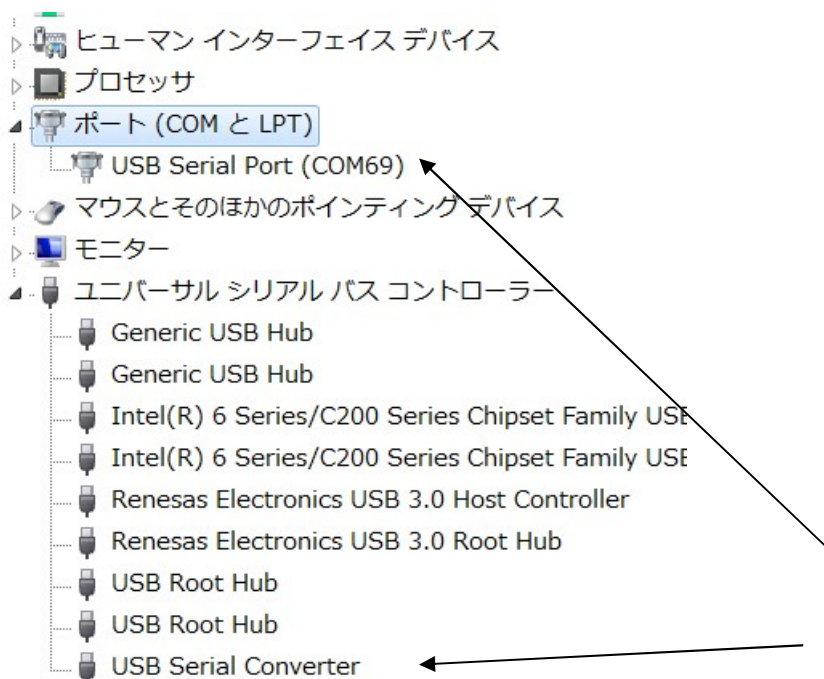 ヒューマン インターフェイス デバイス
プロセッサ
ポート (COM と LPT)
USB Serial Port (COM69)
マウスとそのほかのポインティング デバイス
モニター
ユニバーサル シリアル バス コントローラー
Generic USB Hub
Generic USB Hub
Intel(R) 6 Series/C200 Series Chipset Family USB
Intel(R) 6 Series/C200 Series Chipset Family USB
Renesas Electronics USB 3.0 Host Controller
Renesas Electronics USB 3.0 Root Hub
USB Root Hub
USB Root Hub
USB Serial Converter